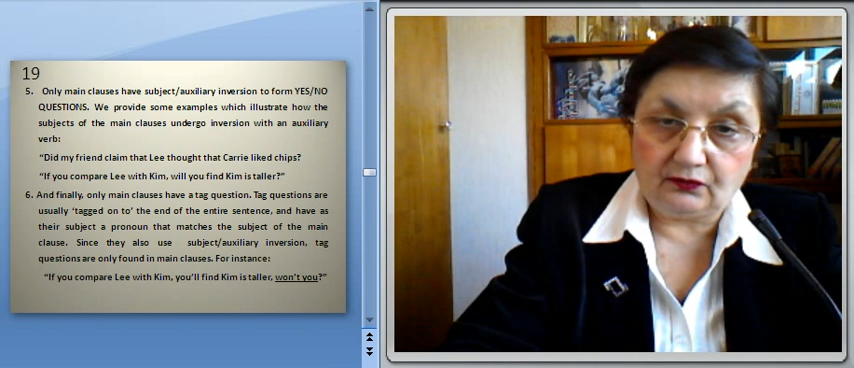 19
5. Only main clauses have subject/auxiliary inversion to form YES/NO
QUESTIONS. We provide some examples which illustrate how the
subjects of the main clauses undergo inversion with an auxiliary
verb:
“Did my friend claim that Lee thought that Carrie liked chips?
“If you compare Lee with Kim, will you find Kim is taller?”
6. And finally, only main clauses have a tag question. Tag questions are
usually ‘tagged on to’ the end of the entire sentence, and have as
their subject a pronoun that matches the subject of the main
clause. Since they also use subject/auxiliary inversion, tag
questions are only found in main clauses. For instance:
“If you compare Lee with Kim, you’ll find Kim is taller, won’t you?”